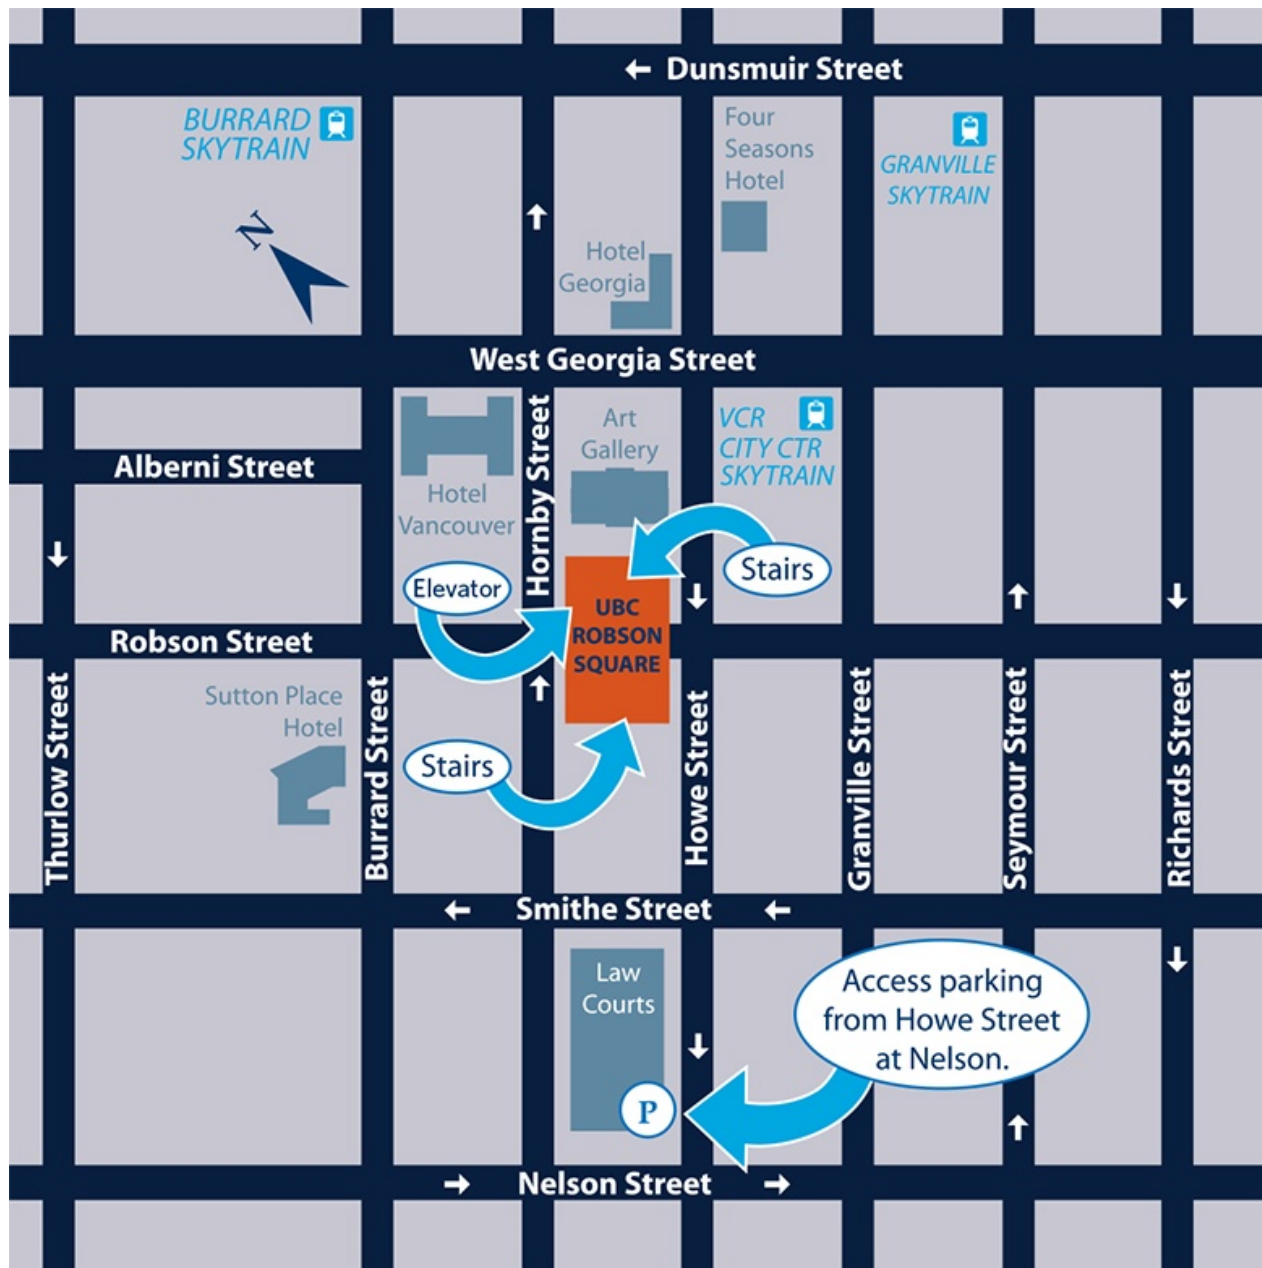 Dunsmuir Street
BURRARD
SKYTRAIN
Four
Seasons
Hotel
GRANVILLE
SKYTRAIN
N
Hotel
Georgia
West Georgia Street
Hornby Street
Art
Gallery
VCR
CITY CTR
SKYTRAIN
Alberni Street
Hotel
Vancouver
Stairs
Elevator
UBC
ROBSON
SQUARE
Robson Street
Sutton Place
Hotel
Stairs
Thurlow Street
Burrard Street
Howe Street
Granville Street
Seymour Street
Richards Street
Smithe Street
Law
Courts
Access parking
from Howe Street
at Nelson.
P
Nelson Street